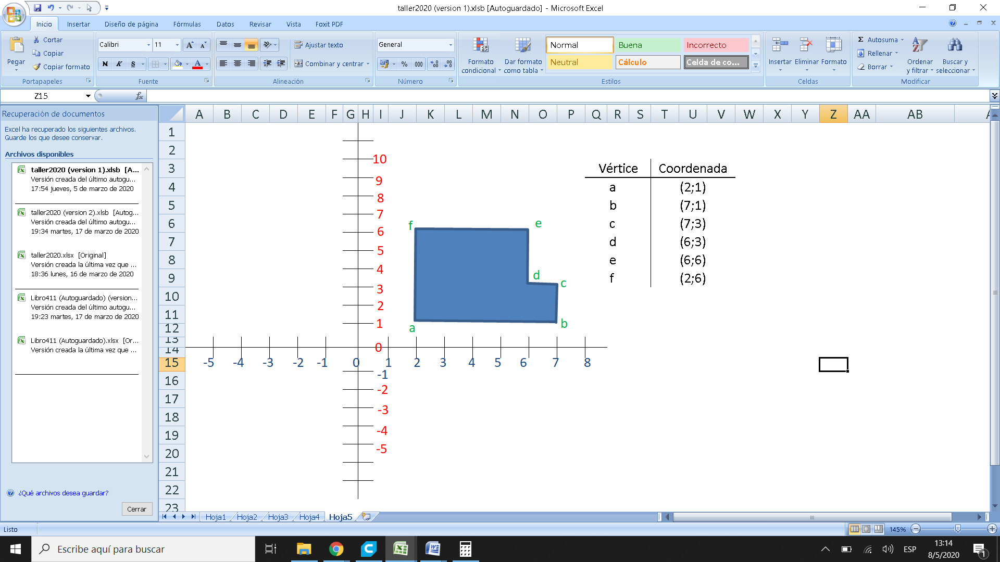 taller2020 (version 1).xlsb [Autoguardado] - Microsoft Excel
Inicio Insertar Diseño de página Fórmulas Datos Revisar Vista Foxit PDF
Pegar
Cortar
Copiar
Copiar formato
Portapapeles
Calibri 11
N K S
Fuente
Ajustar texto
Combinar y centrar
Alineación
General
% 000
Número
Formato condicional
Dar formato como tabla
Normal Buena Incorrecto
Neutral Cálculo Celda de co...
Estilos
Insertar Eliminar Formato
Celdas
Autosuma
Rellenar
Borrar
Ordenar y filtrar
Buscar y seleccionar
Modificar
Z15
fx
Recuperación de documentos
Excel ha recuperado los siguientes archivos.
Guarde los que desee conservar.
Archivos disponibles
taller2020 (version 1).xlsb [A...
Versión creada del último autogu...
17:54 jueves, 5 de marzo de 2020
taller2020 (version 2).xlsb [Autog...
Versión creada del último autogu...
19:34 martes, 17 de marzo de 2020
taller2020.xlsx [Original]
Versión creada la última vez que ...
18:36 lunes, 16 de marzo de 2020
Libro411 (Autoguardado) (version...
Versión creada del último autogu...
19:23 martes, 17 de marzo de 2020
Libro411 (Autoguardado).xlsx [Or...
Versión creada la última vez que ...
¿Qué archivos desea guardar?
Cerrar
A B C D E F G H I J K L M N O P Q R S T U V W X Y Z AA AB
1
2
3
4
5
6
7
8
9
10
11
12
13
14
15
16
17
18
19
20
21
22
23
10
9
8
7
6
5
4
3
2
1
0
-5 -4 -3 -2 -1 0 1 2 3 4 5 6 7 8
-1
-2
-3
-4
-5
f e
d c
a b
Vértice Coordenada
a (2;1)
b (7;1)
c (7;3)
d (6;3)
e (6;6)
f (2;6)
Hoja1 Hoja2 Hoja3 Hoja4 Hoja5
Listo
145%
Escribe aquí para buscar
ESP
13:14
8/5/2020
1